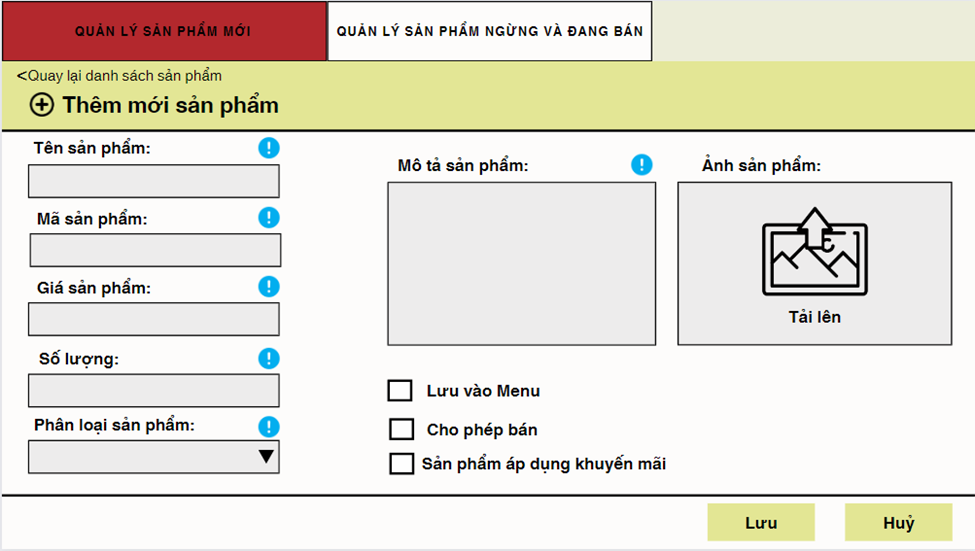 QUẢN LÝ SẢN PHẨM MỚI
QUẢN LÝ SẢN PHẨM NGỪNG VÀ ĐANG BÁN
<Quay lại danh sách sản phẩm
Thêm mới sản phẩm
Tên sản phẩm:
Mã sản phẩm:
Giá sản phẩm:
Số lượng:
Phân loại sản phẩm:
Mô tả sản phẩm:
Ảnh sản phẩm:
Tải lên
Lưu vào Menu
Cho phép bán
Sản phẩm áp dụng khuyến mãi
Lưu
Huỷ